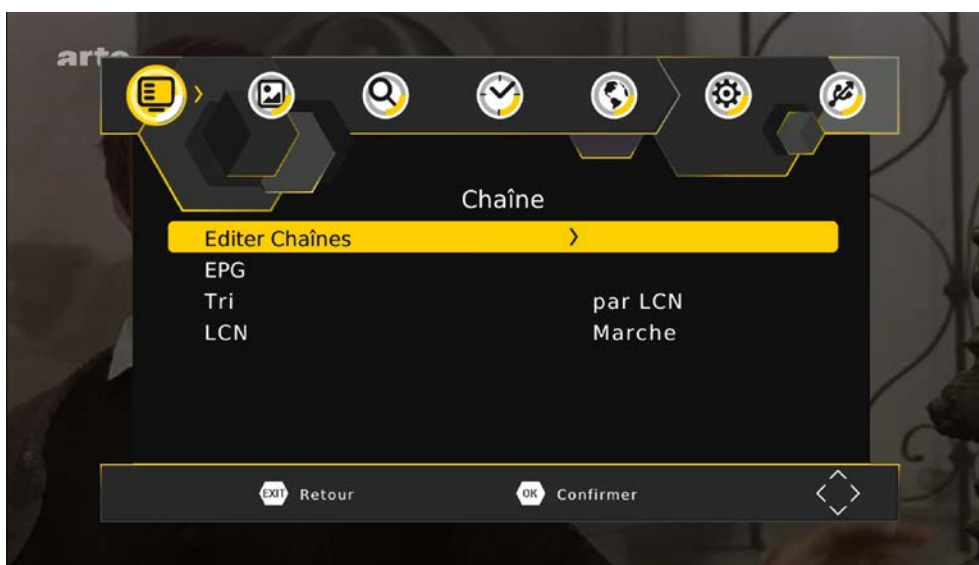 arte
Chaîne
Editer Chaînes
EPG
Tri par LCN
LCN Marche
EXIT Retour
OK Confirmer